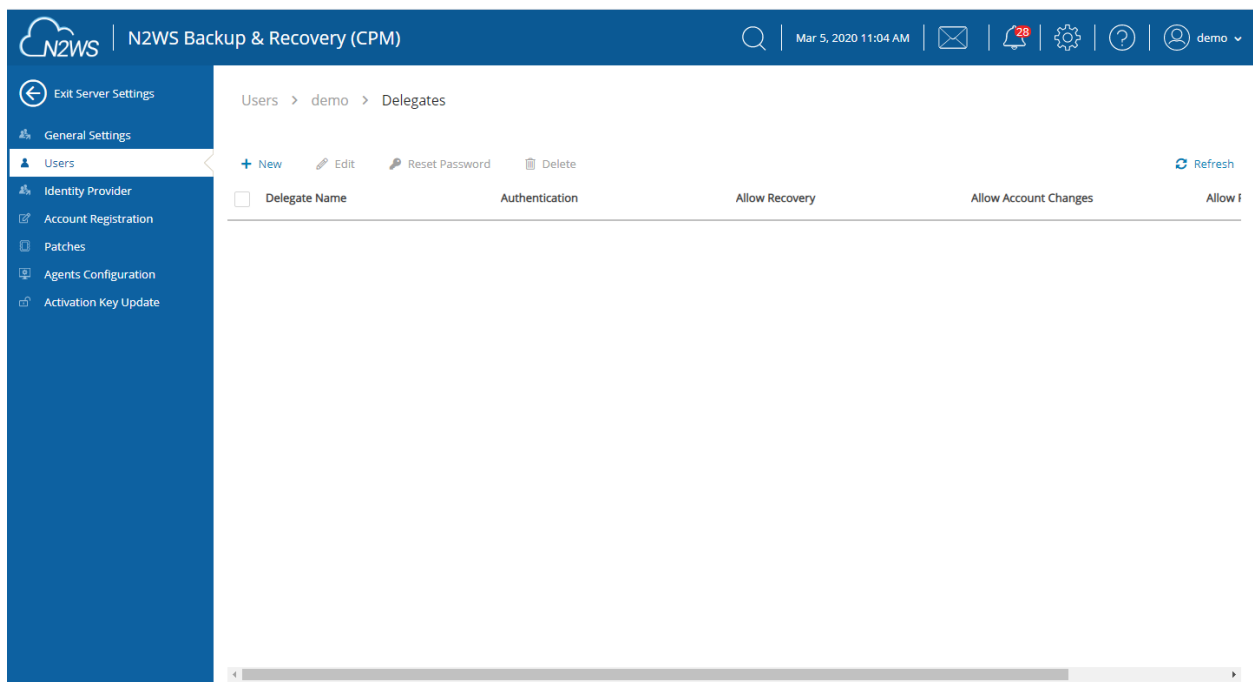 N2WS N2WS Backup & Recovery (CPM) Mar 5, 2020 11:04 AM 28 ? demo
Exit Server Settings
General Settings
Users
Identity Provider
Account Registration
Patches
Agents Configuration
Activation Key Update
Users > demo > Delegates
+ New Edit Reset Password Delete Refresh
Delegate Name Authentication Allow Recovery Allow Account Changes Allow